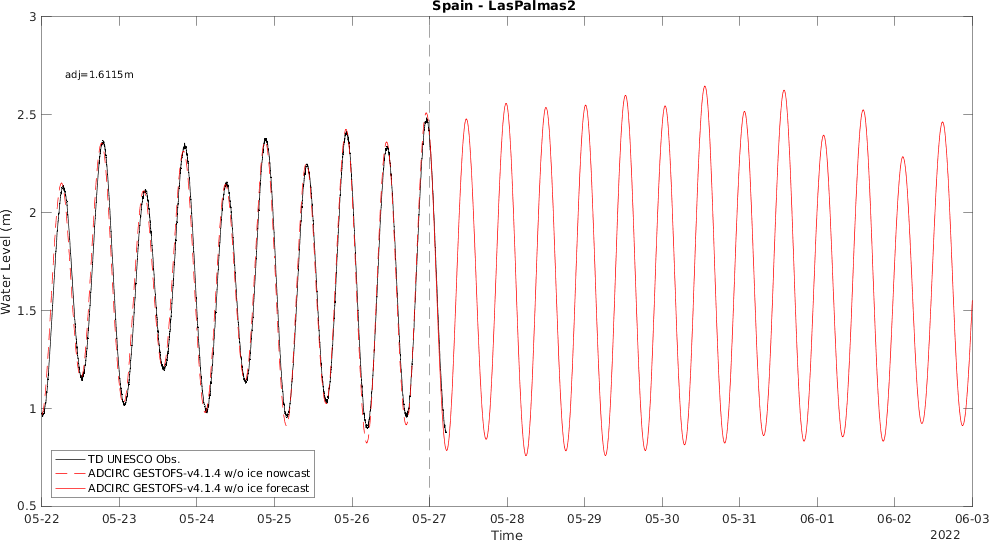 Spain - LasPalmas2
adj=1.6115m
Water Level (m)
3
2.5
2
1.5
1
0.5
TD UNESCO Obs.
ADCIRC GESTOFS-v4.1.4 w/o ice nowcast
ADCIRC GESTOFS-v4.1.4 w/o ice forecast
05-22 05-23 05-24 05-25 05-26 05-27 05-28 05-29 05-30 05-31 06-01 06-02 06-03
Time
2022